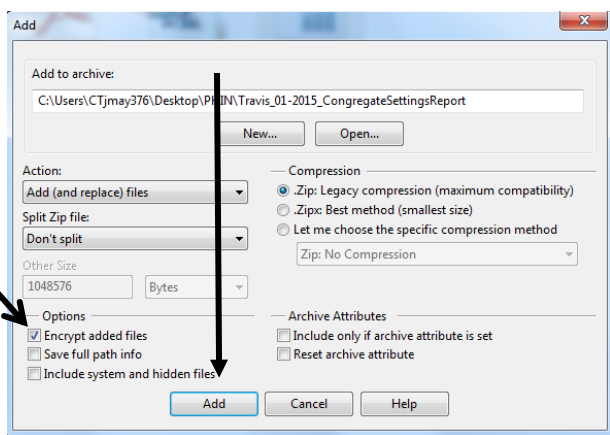 Add
Add to archive:
C:\Users\CTjmay376\Desktop\PHIN\Travis_01-2015_CongregateSettingsReport
New... Open...
Action:
Add (and replace) files
Split Zip file:
Don't split
Other Size
1048576 Bytes
Compression
.Zip: Legacy compression (maximum compatibility)
.Zipx: Best method (smallest size)
Let me choose the specific compression method
Zip: No Compression
Options
Encrypt added files
Save full path info
Include system and hidden files
Archive Attributes
Include only if archive attribute is set
Reset archive attribute
Add Cancel Help